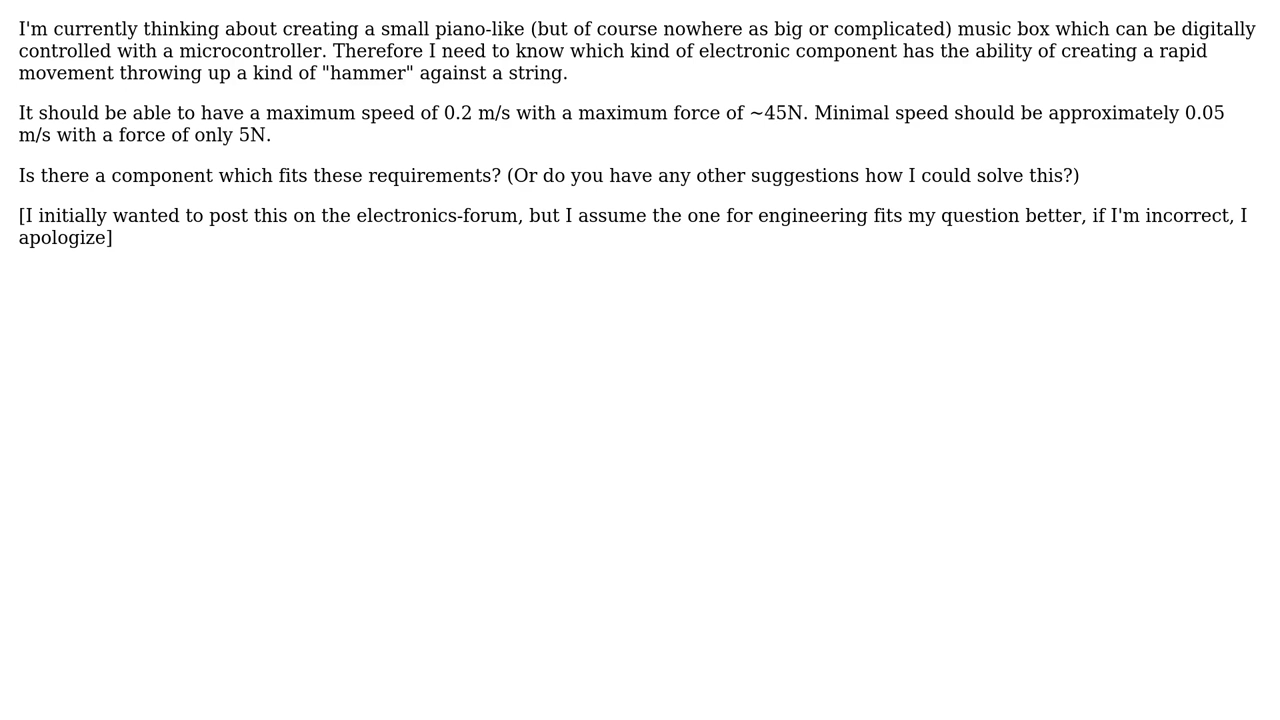 I'm currently thinking about creating a small piano-like (but of course nowhere as big or complicated) music box which can be digitally
controlled with a microcontroller. Therefore I need to know which kind of electronic component has the ability of creating a rapid
movement throwing up a kind of "hammer" against a string.
It should be able to have a maximum speed of 0.2 m/s with a maximum force of ~45N. Minimal speed should be approximately 0.05
m/s with a force of only 5N.
Is there a component which fits these requirements? (Or do you have any other suggestions how I could solve this?)
[I initially wanted to post this on the electronics-forum, but I assume the one for engineering fits my question better, if I'm incorrect, I
apologize]